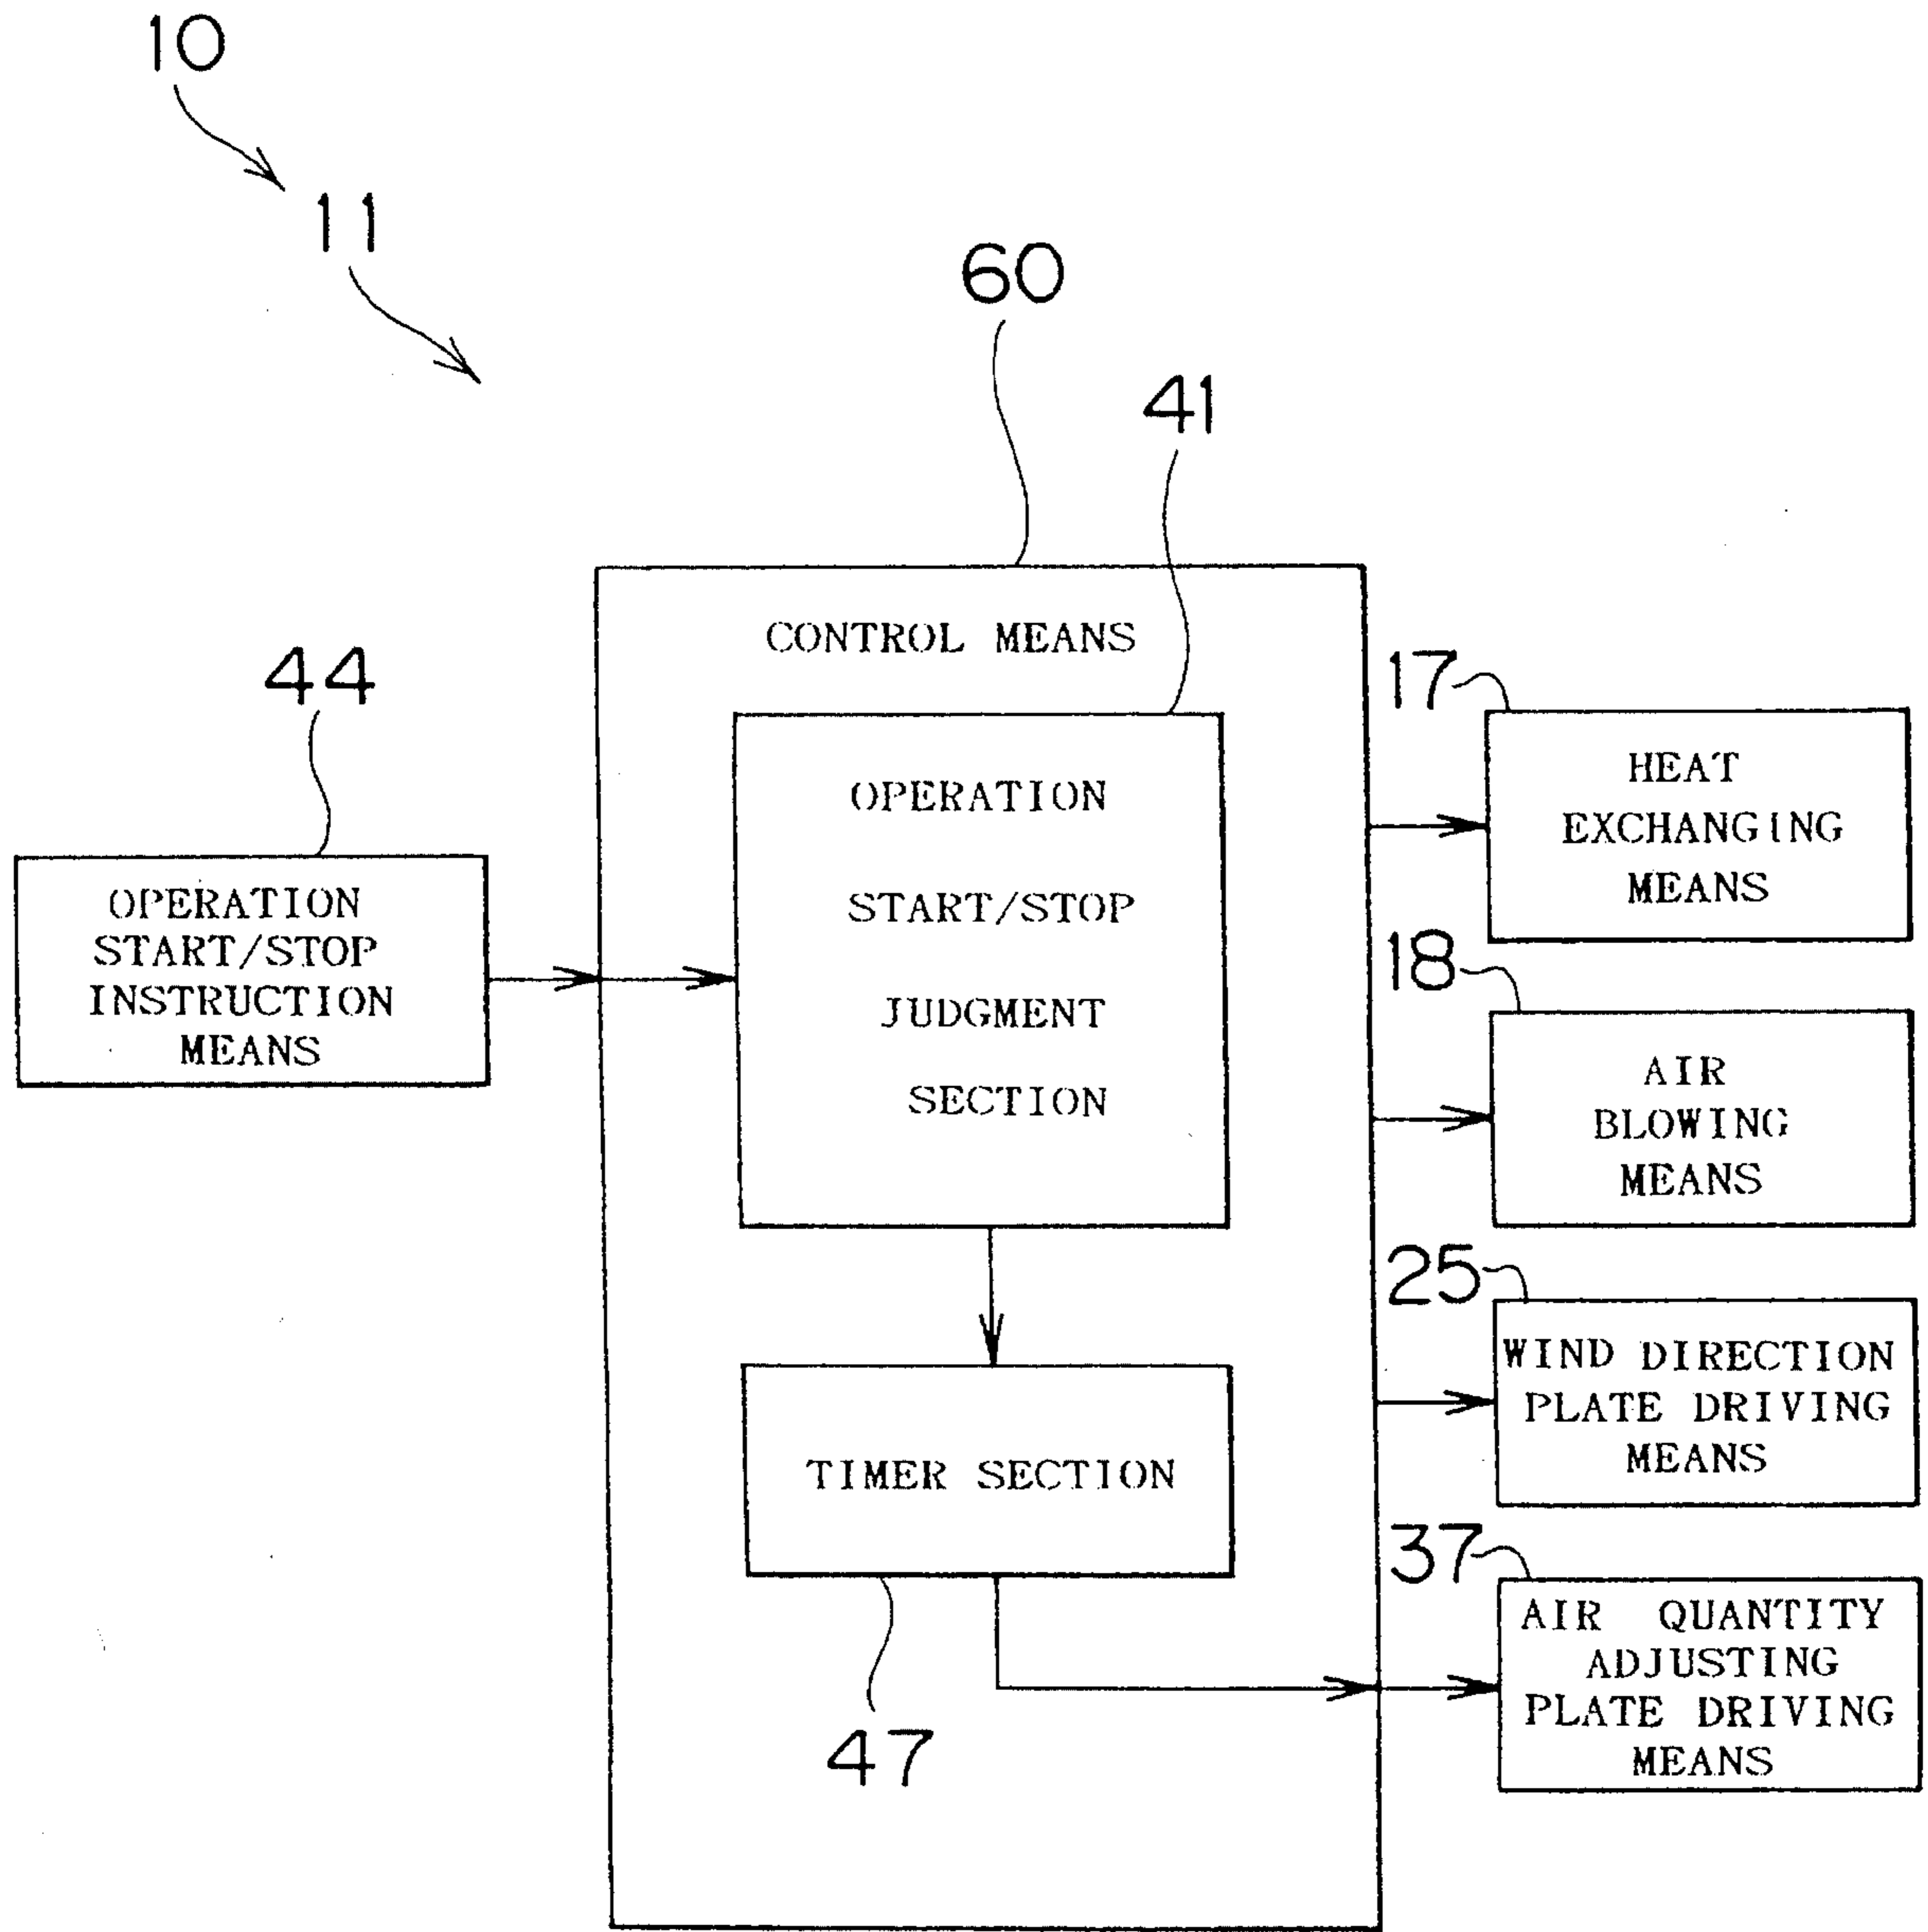 10
11
60
41
CONTROL MEANS
44
OPERATION
START/STOP
INSTRUCTION
MEANS
OPERATION
START/STOP
JUDGMENT
SECTION
TIMER SECTION
47
17
HEAT
EXCHANGING
MEANS
18
AIR
BLOWING
MEANS
25
WIND DIRECTION
PLATE DRIVING
MEANS
37
AIR QUANTITY
ADJUSTING
PLATE DRIVING
MEANS